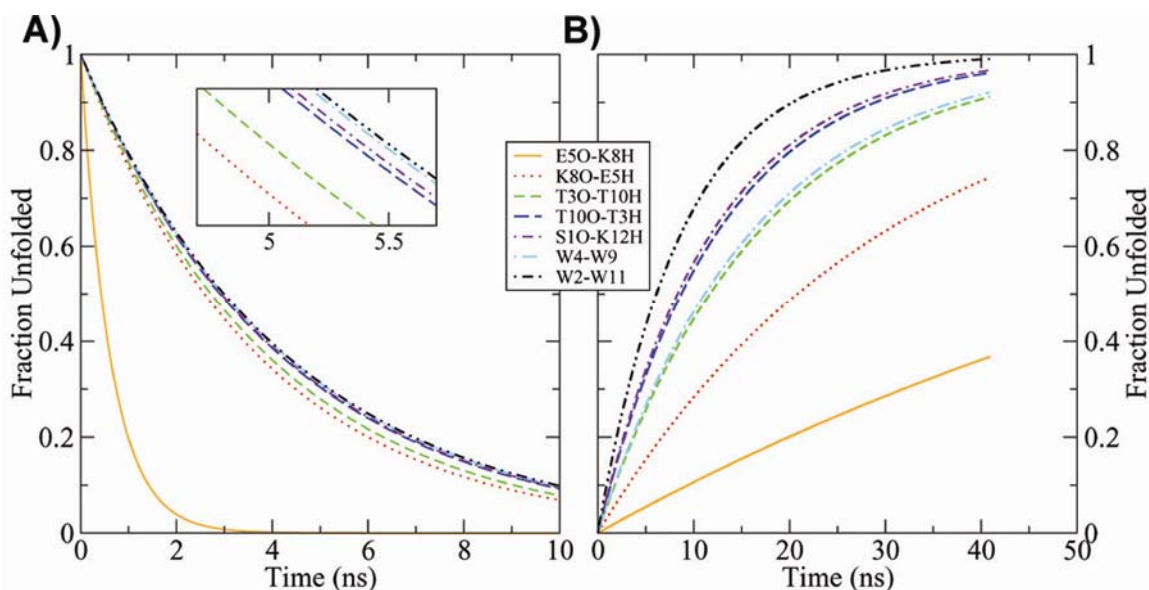 A)
B)
1
0.8
0.6
0.4
0.2
0
Fraction Unfolded
0 2 4 6 8 10
Time (ns)
5 5.5
E5O-K8H
K8O-E5H
T3O-T10H
T10O-T3H
S1O-K12H
W4-W9
W2-W11
0 10 20 30 40 50
Time (ns)
1
0.8
0.6
0.4
0.2
0
Fraction Unfolded